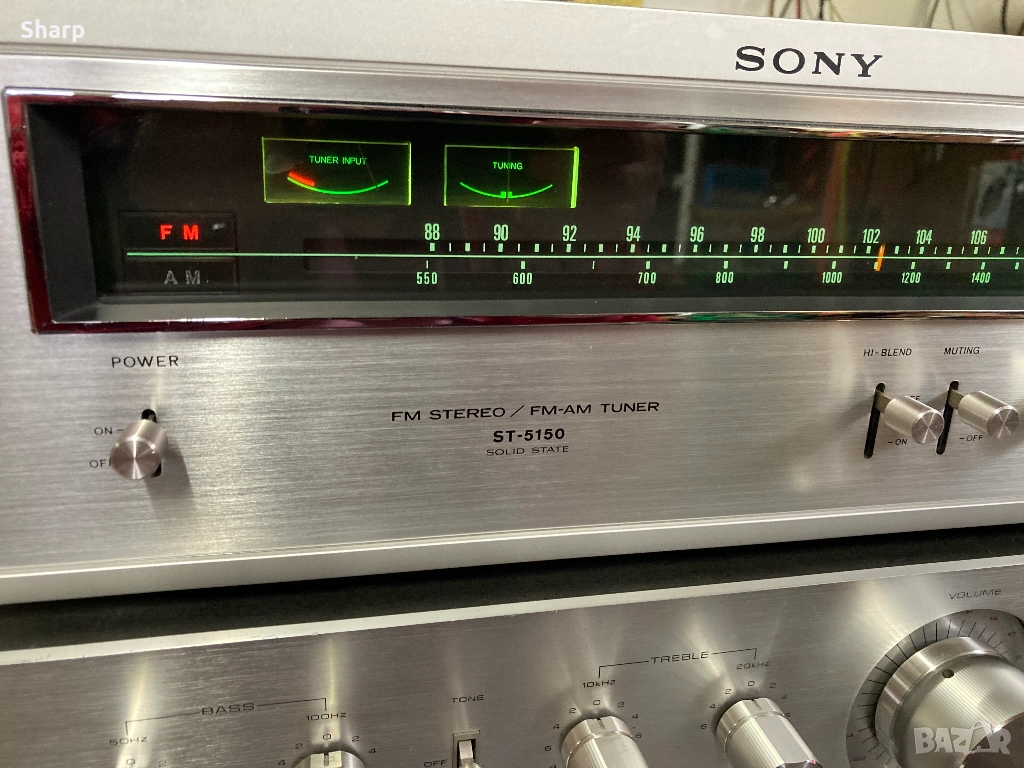 Sharp
SONY
TUNER INPUT
TUNING
FM
88 90 92 94 96 98 100 102 104 106
AM
550 600 700 800 1000 1200 1400
POWER
HI-BLEND MUTING
FM STEREO / FM-AM TUNER
ON
ST-5150
ON OFF
SOLID STATE
VOLUME
TREBLE
10kHz 20kHz
TONE
BASS
50Hz 100Hz
OFF
BAZAR